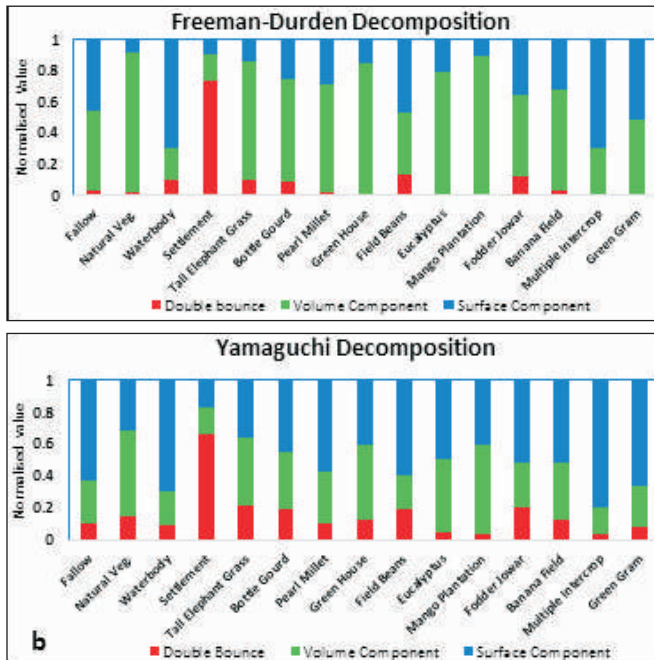 Freeman-Durden Decomposition
Normalised Value
1
0.8
0.6
0.4
0.2
0
Fallow
Natural Veg.
Waterbody
Settlement
Tall Elephant Grass
Bottle Gourd
Pearl Millet
Green House
Field Beans
Eucalyptus
Mango Plantation
Fodder Jowar
Banana Field
Multiple Intercrop
Green Gram
Double bounce Volume Component Surface Component
Yamaguchi Decomposition
Normalised value
1
0.8
0.6
0.4
0.2
0
Fallow
Natural Veg.
Waterbody
Settlement
Tall Elephant Grass
Bottle Gourd
Pearl Millet
Green House
Field Beans
Eucalyptus
Mango Plantation
Fodder Jowar
Banana Field
Multiple Intercrop
Green Gram
b
Double Bounce Volume Component Surface Component